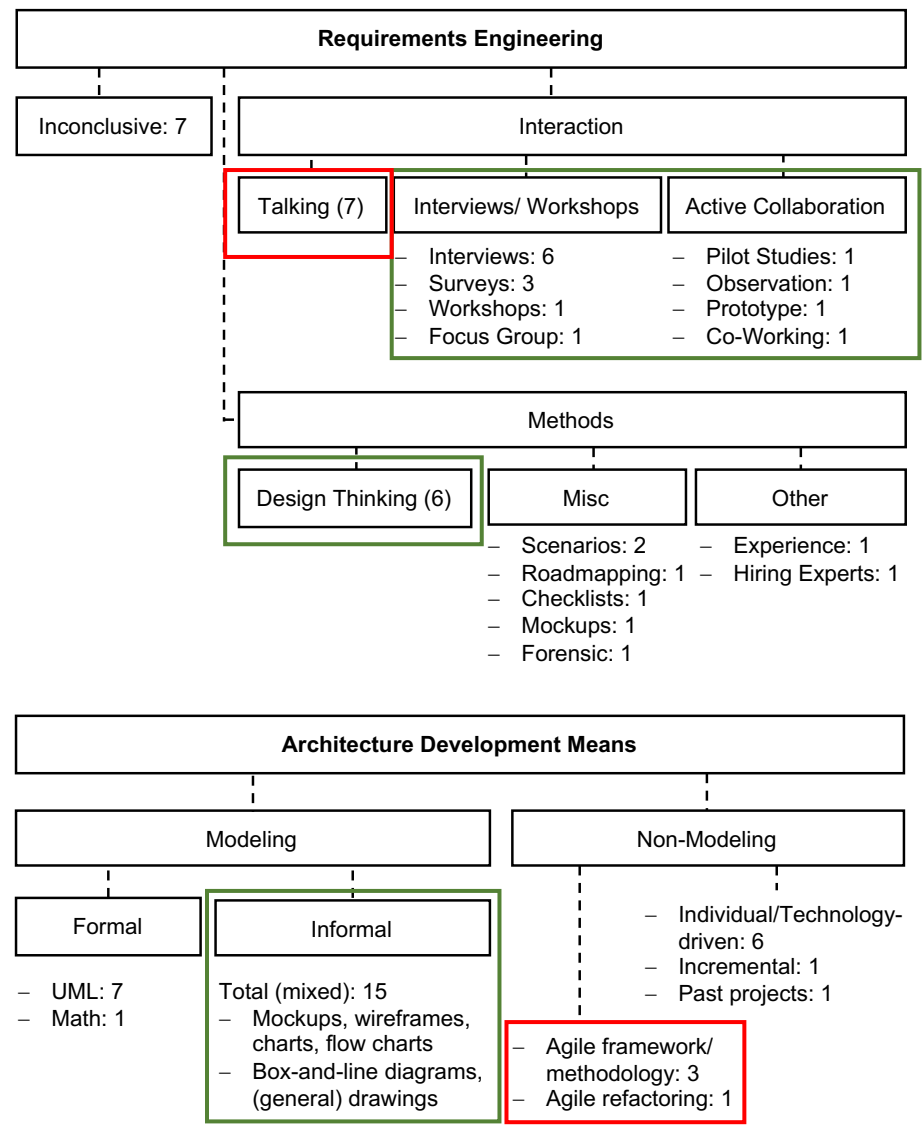 Requirements Engineering
Inconclusive: 7
Interaction
Talking (7)
Interviews/ Workshops
Active Collaboration
– Interviews: 6
– Surveys: 3
– Workshops: 1
– Focus Group: 1
– Pilot Studies: 1
– Observation: 1
– Prototype: 1
– Co-Working: 1
Methods
Design Thinking (6)
Misc
Other
– Scenarios: 2
– Roadmapping: 1
– Checklists: 1
– Mockups: 1
– Forensic: 1
– Experience: 1
– Hiring Experts: 1
Architecture Development Means
Modeling
Non-Modeling
Formal
Informal
– UML: 7
– Math: 1
Total (mixed): 15
– Mockups, wireframes,
charts, flow charts
– Box-and-line diagrams,
(general) drawings
– Individual/Technology-
driven: 6
– Incremental: 1
– Past projects: 1
– Agile framework/
methodology: 3
– Agile refactoring: 1